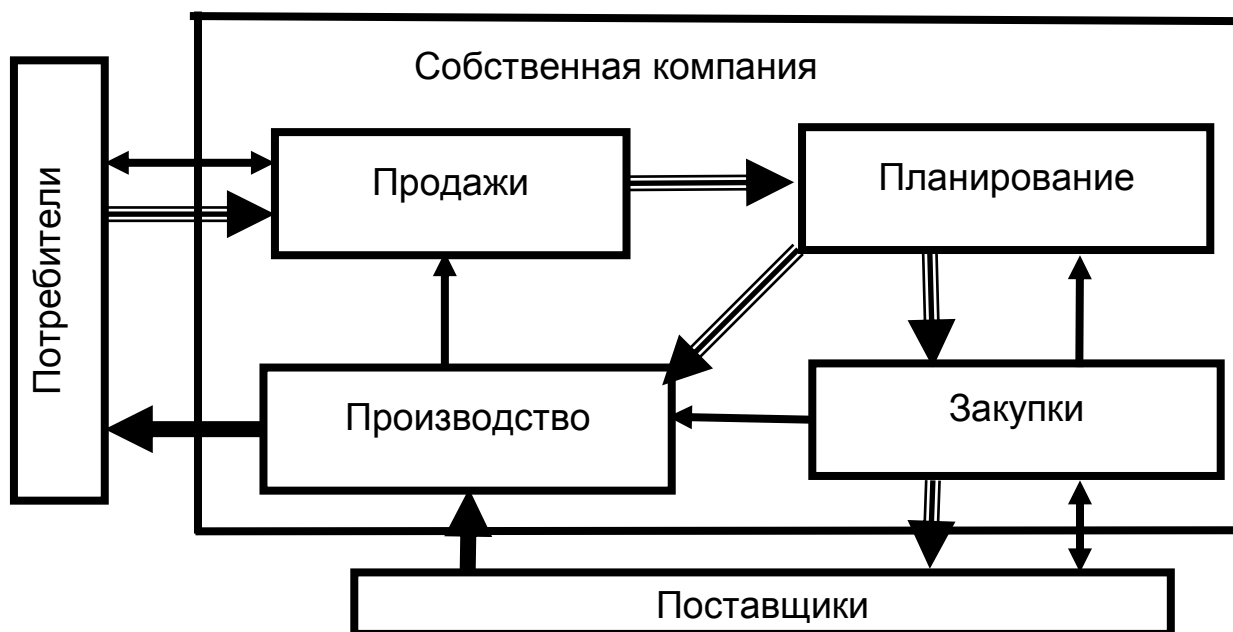 Собственная компания
Потребители
Продажи
Планирование
Производство
Закупки
Поставщики